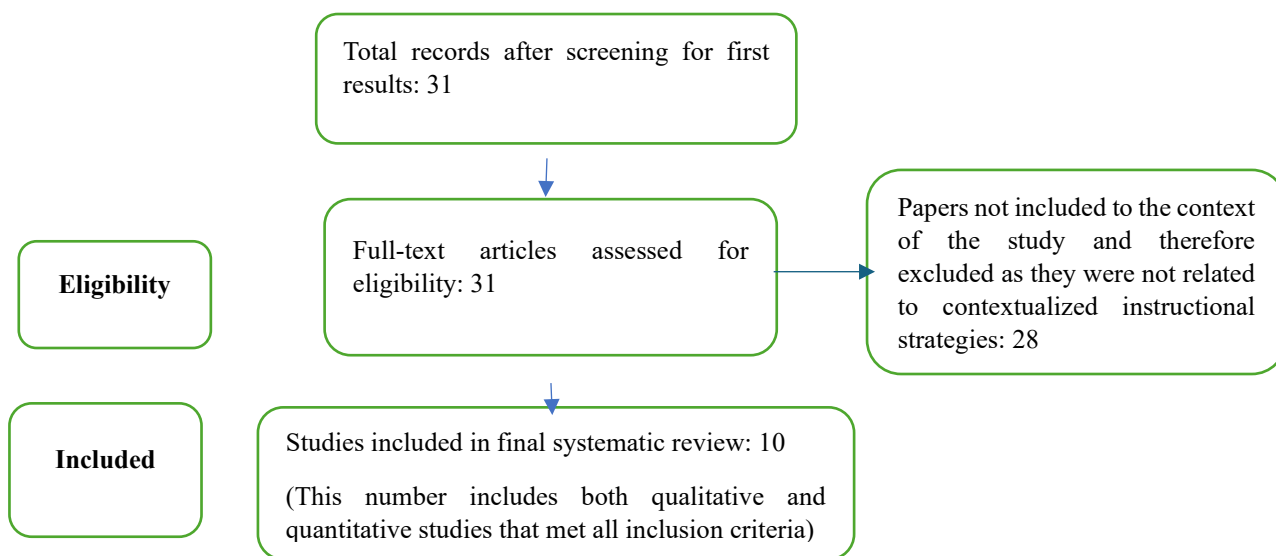 Total records after screening for first
results: 31
Full-text articles assessed for
eligibility: 31
Papers not included to the context
of the study and therefore
excluded as they were not related
to contextualized instructional
strategies: 28
Eligibility
Studies included in final systematic review: 10
(This number includes both qualitative and
quantitative studies that met all inclusion criteria)
Included